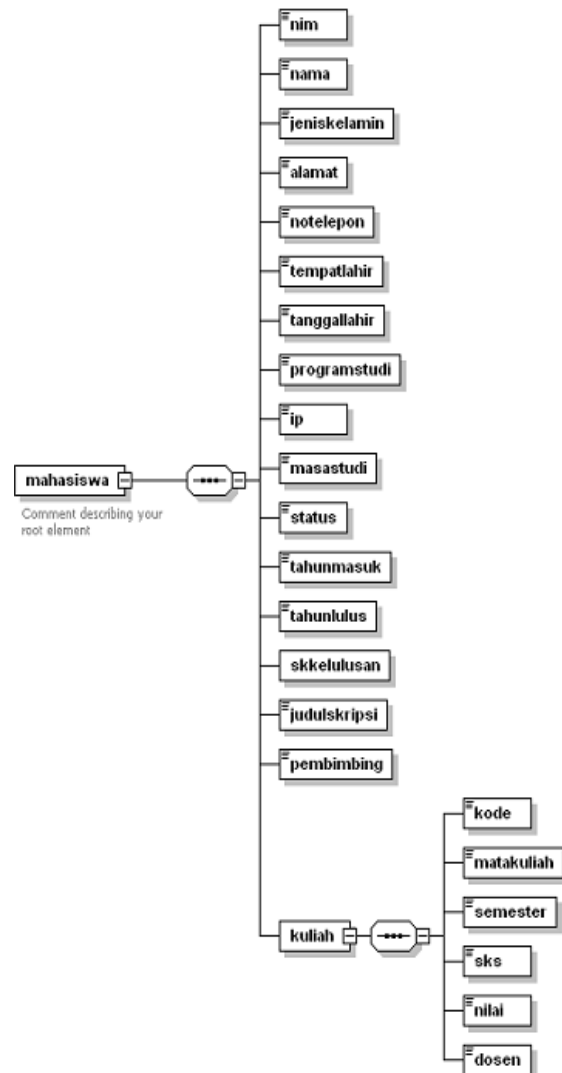 nim
nama
jeniskelamin
alamat
notelepon
tempatlahir
tanggallahir
programstudi
ip
masastudi
mahasiswa
Comment describing your
root element
status
tahunmasuk
tahunlulus
skkelulusan
judulskripsi
pembimbing
kuliah
kode
matakuliah
semester
sks
nilai
dosen